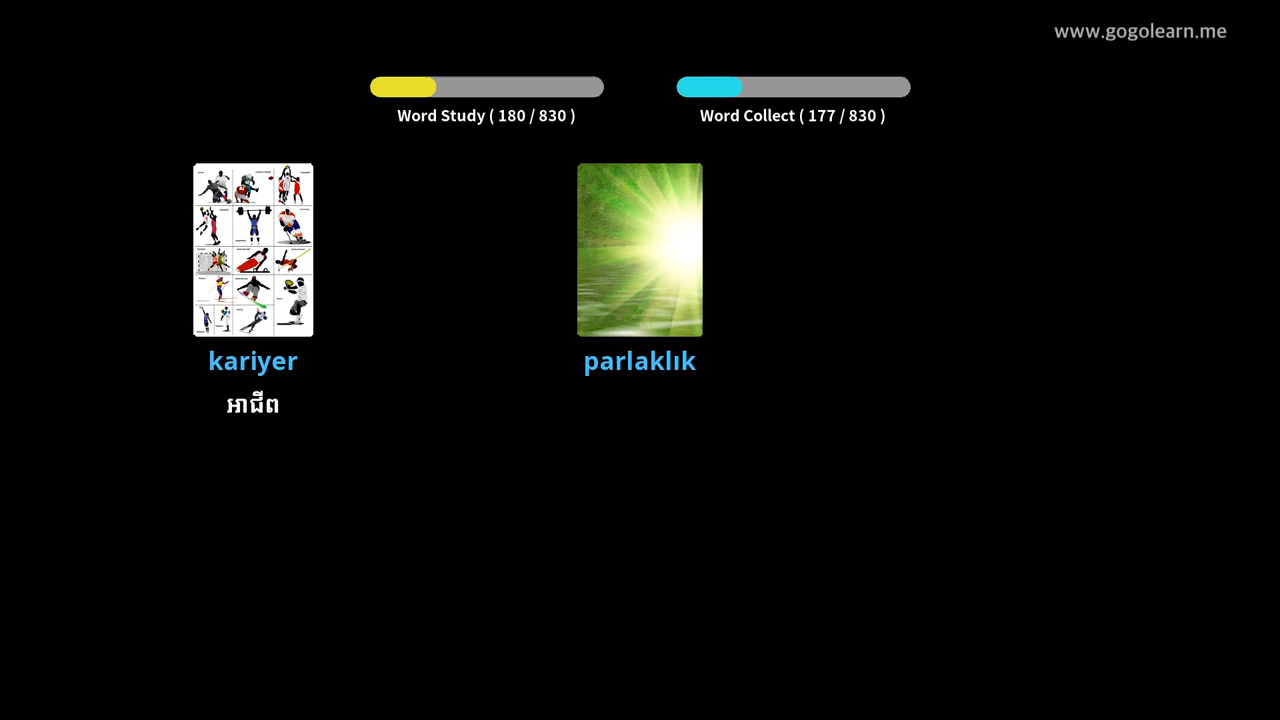 www.gogolearn.me
Word Study ( 180 / 830 )
Word Collect ( 177 / 830 )
kariyer
parlaklık
អាជីព